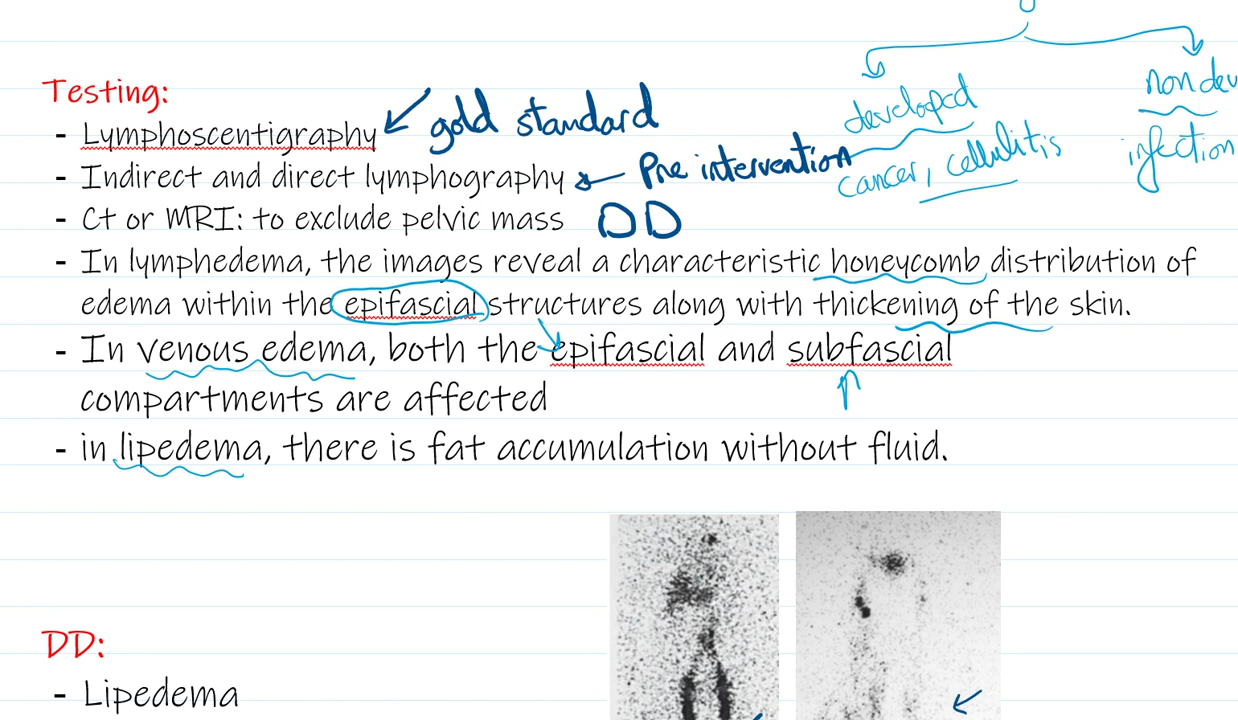 Testing:
- Lymphoscentigraphy gold standard
- Indirect and direct lymphography Pre intervention
- Ct or MRI: to exclude pelvic mass DD
developed
cancer, cellulitis
non dev
infection
- In lymphedema, the images reveal a characteristic honeycomb distribution of
edema within the epifascial structures along with thickening of the skin.
- In venous edema, both the epifascial and subfascial
compartments are affected
- in lipedema, there is fat accumulation without fluid.
DD:
- Lipedema